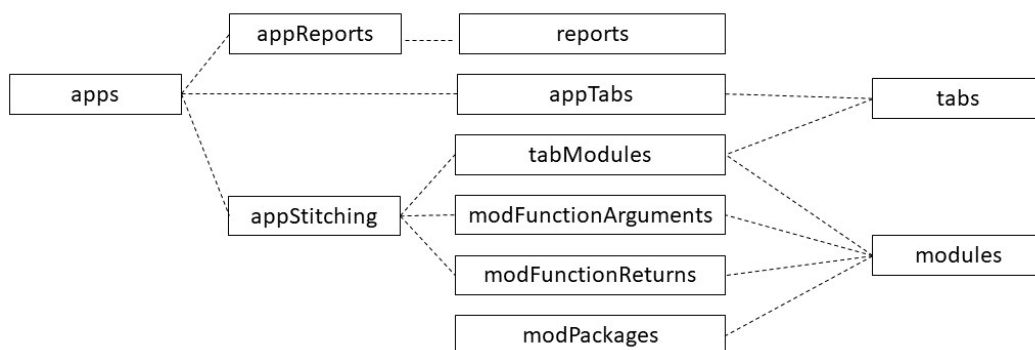 appReports
reports
apps
appTabs
tabs
tabModules
appStitching
modFunctionArguments
modFunctionReturns
modules
modPackages